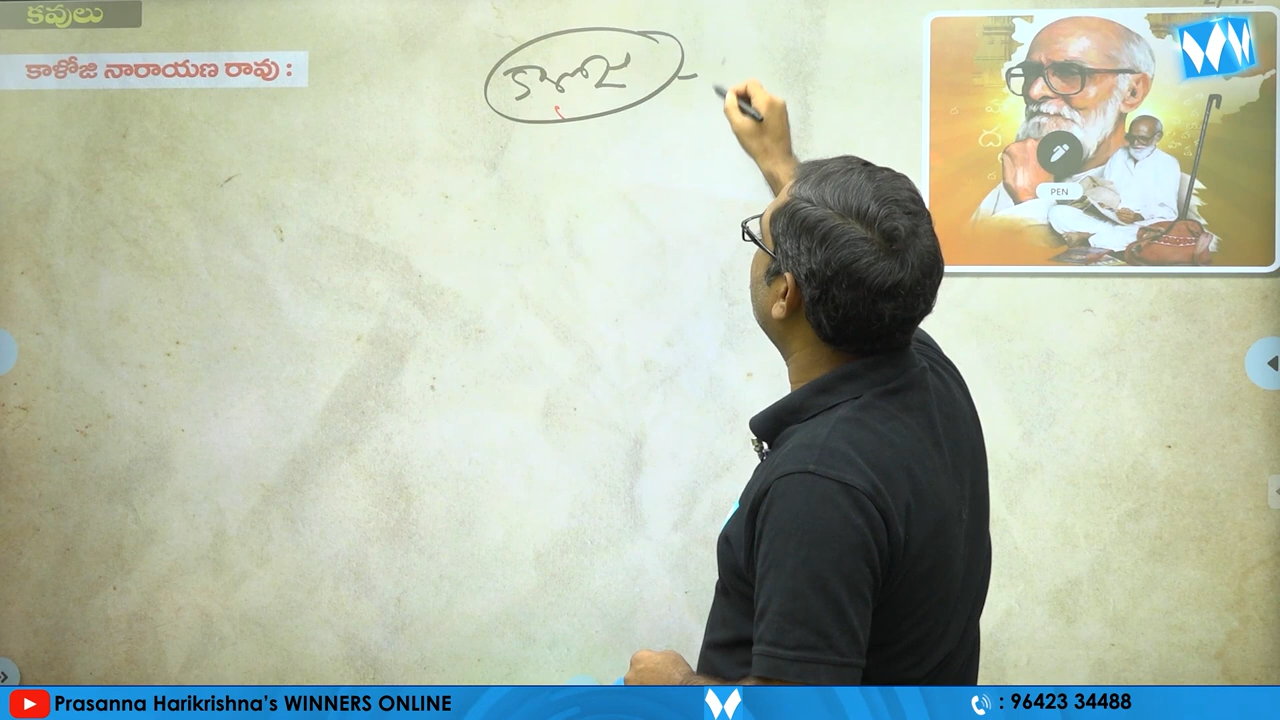 కవులు
కాళోజి నారాయణ రావు :
కాళోజి
PEN
Prasanna Harikrishna's WINNERS ONLINE
: 96423 34488